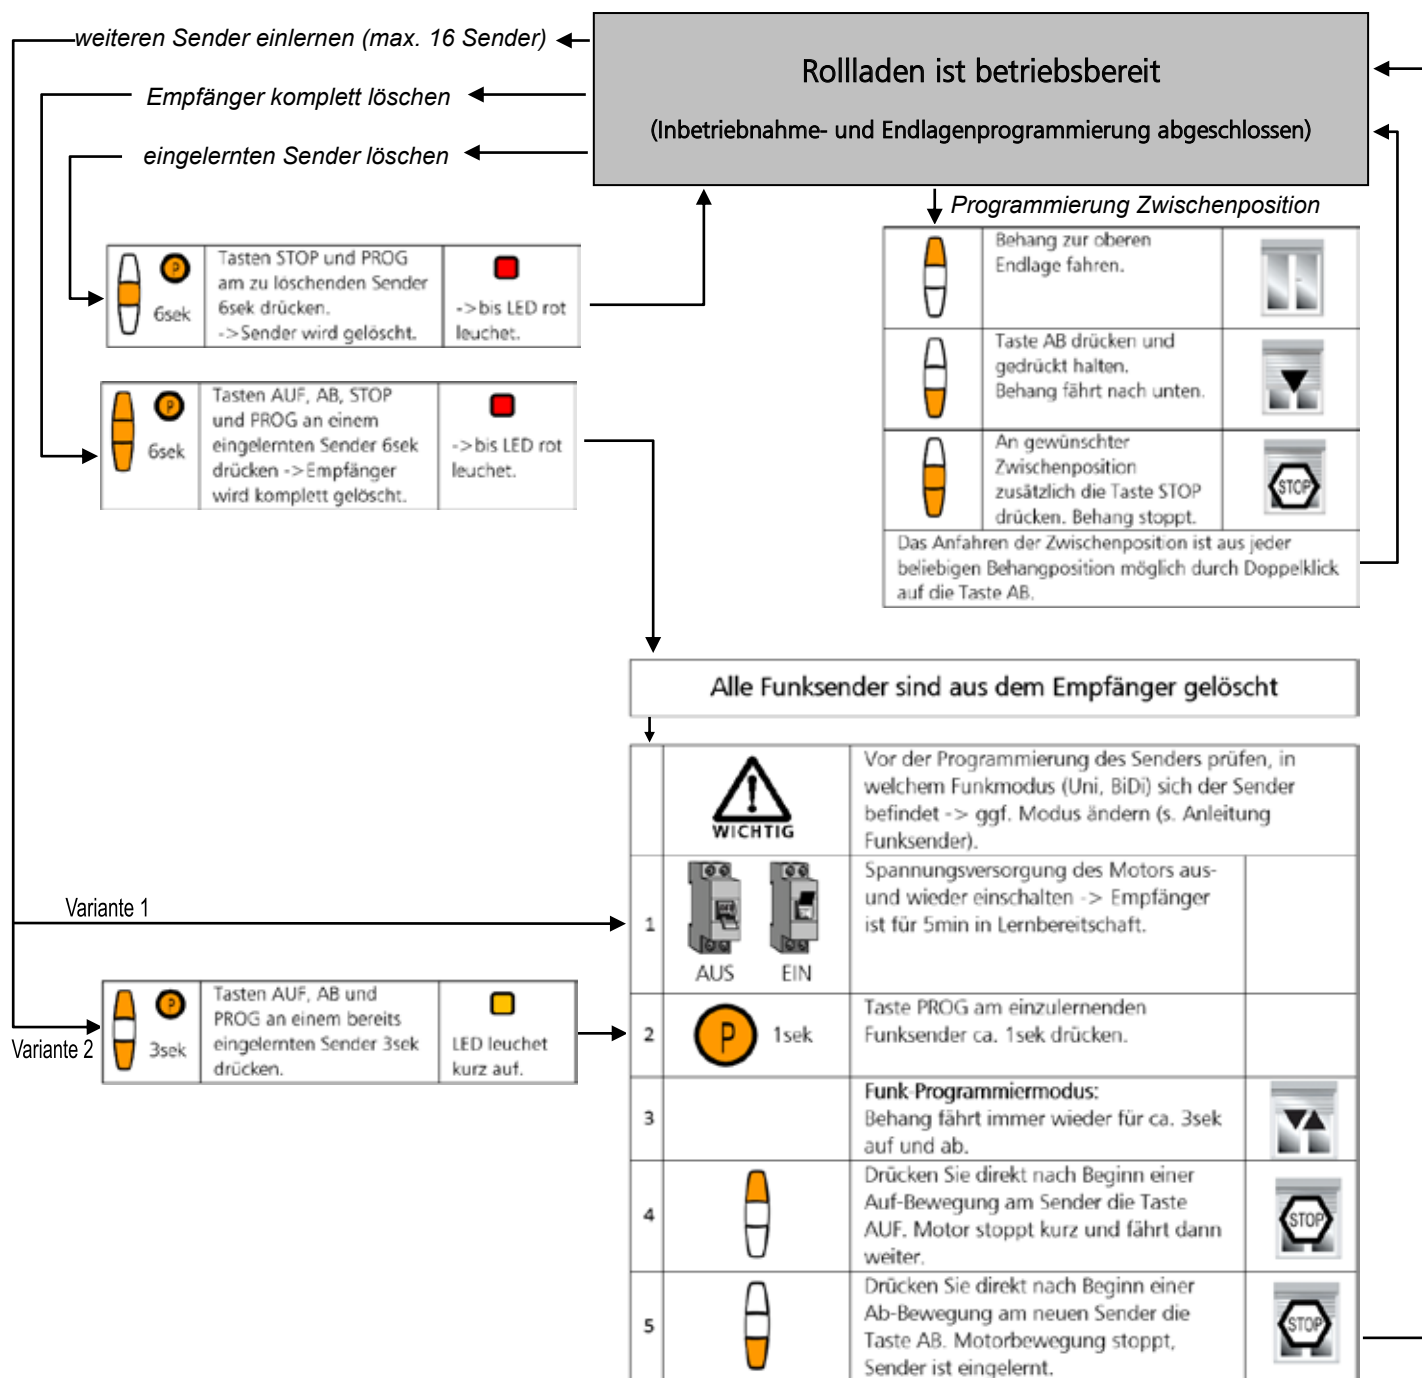 weiteren Sender einlernen (max. 16 Sender)
Empfänger komplett löschen
eingelernten Sender löschen
Rollladen ist betriebsbereit
(Inbetriebnahme- und Endlagenprogrammierung abgeschlossen)
Programmierung Zwischenposition
P
6sek
Tasten STOP und PROG
am zu löschenden Sender
6sek drücken.
->Sender wird gelöscht.
->bis LED rot
leuchet.
P
6sek
Tasten AUF, AB, STOP
und PROG an einem
eingelernten Sender 6sek
drücken ->Empfänger
wird komplett gelöscht.
->bis LED rot
leuchet.
Behang zur oberen
Endlage fahren.
Taste AB drücken und
gedrückt halten.
Behang fährt nach unten.
An gewünschter
Zwischenposition
zusätzlich die Taste STOP
drücken. Behang stoppt.
STOP
Das Anfahren der Zwischenposition ist aus jeder
beliebigen Behangposition möglich durch Doppelklick
auf die Taste AB.
Alle Funksender sind aus dem Empfänger gelöscht
WICHTIG
Vor der Programmierung des Senders prüfen, in
welchem Funkmodus (Uni, BiDi) sich der Sender
befindet -> ggf. Modus ändern (s. Anleitung
Funksender).
Variante 1
1
AUS EIN
Spannungsversorgung des Motors aus-
und wieder einschalten -> Empfänger
ist für 5min in Lernbereitschaft.
Variante 2
P
3sek
Tasten AUF, AB und
PROG an einem bereits
eingelernten Sender 3sek
drücken.
LED leuchet
kurz auf.
2
P
1sek
Taste PROG am einzulernenden
Funksender ca. 1sek drücken.
3
Funk-Programmiermodus:
Behang fährt immer wieder für ca. 3sek
auf und ab.
4
Drücken Sie direkt nach Beginn einer
Auf-Bewegung am Sender die Taste
AUF. Motor stoppt kurz und fährt dann
weiter.
STOP
5
Drücken Sie direkt nach Beginn einer
Ab-Bewegung am neuen Sender die
Taste AB. Motorbewegung stoppt,
Sender ist eingelernt.
STOP